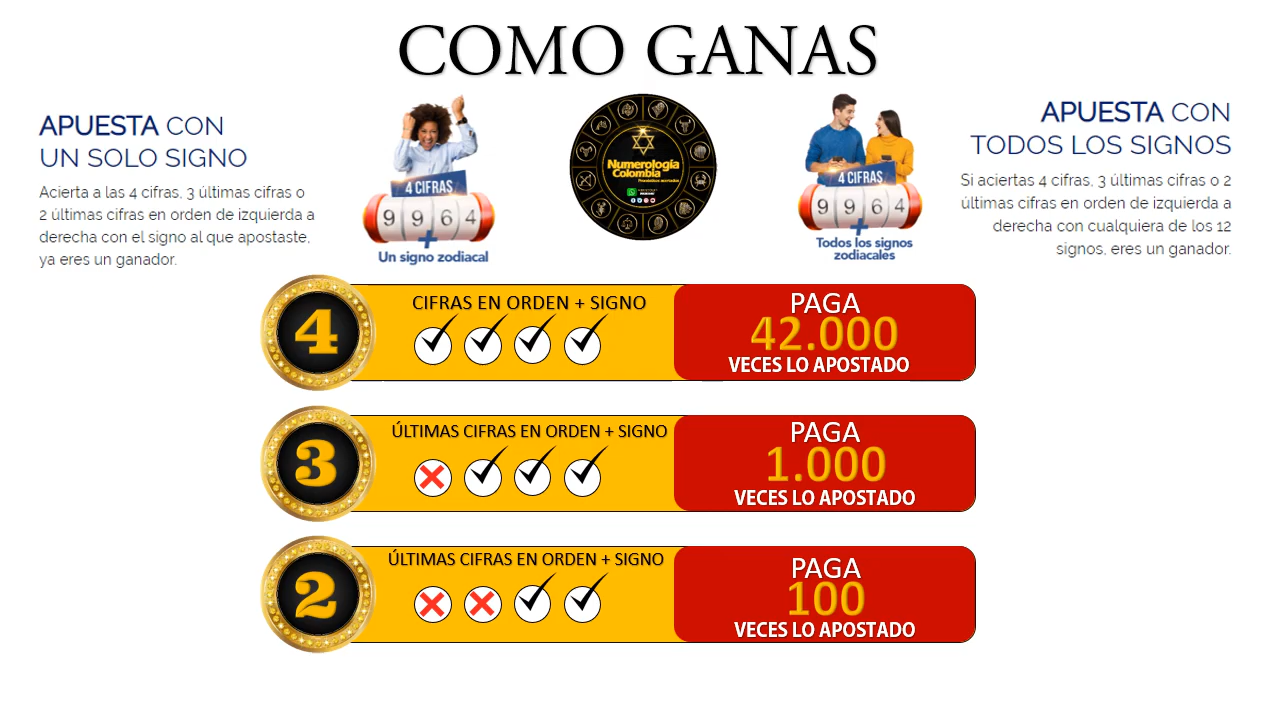 COMO GANAS
APUESTA CON
UN SOLO SIGNO
Acierta a las 4 cifras, 3 últimas cifras o
2 últimas cifras en orden de izquierda a
derecha con el signo al que apostaste,
ya eres un ganador.
4 CIFRAS
9 9 6 4
+
Un signo zodiacal
Numerología
Colombia
4 CIFRAS
9 9 6 4
+
Todos los signos
zodiacales
APUESTA CON
TODOS LOS SIGNOS
Si aciertas 4 cifras, 3 últimas cifras o 2
últimas cifras en orden de izquierda a
derecha con cualquiera de los 12
signos, eres un ganador.
4
CIFRAS EN ORDEN + SIGNO
PAGA
42.000
VECES LO APOSTADO
3
ÚLTIMAS CIFRAS EN ORDEN + SIGNO
PAGA
1.000
VECES LO APOSTADO
2
ÚLTIMAS CIFRAS EN ORDEN + SIGNO
PAGA
100
VECES LO APOSTADO